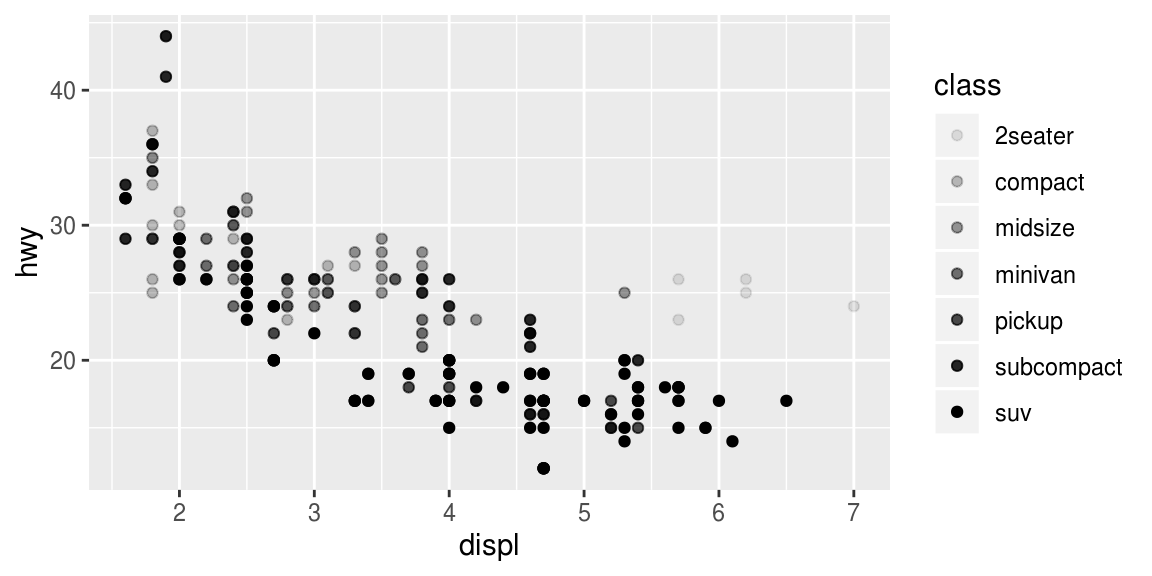 40
30
20
hwy
2
3
4
5
6
7
displ
class
2seater
compact
midsize
minivan
pickup
subcompact
suv